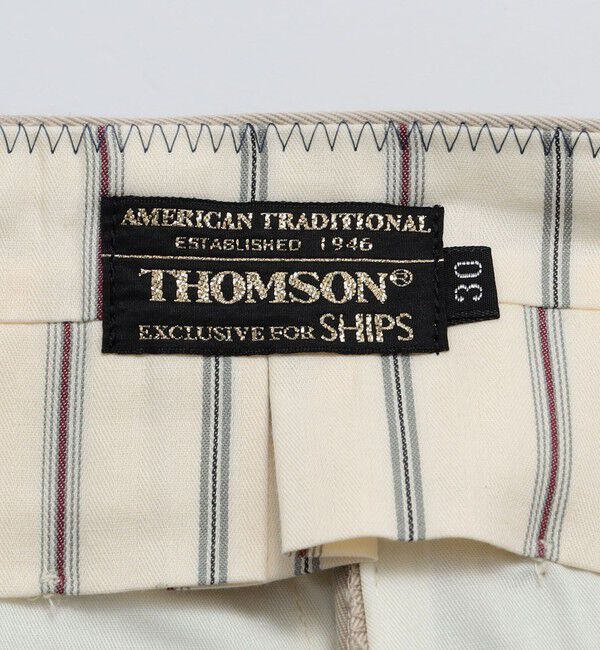 AMERICAN TRADITIONAL
ESTABLISHED 1946
THOMSON®
EXCLUSIVE FOR SHIPS
30